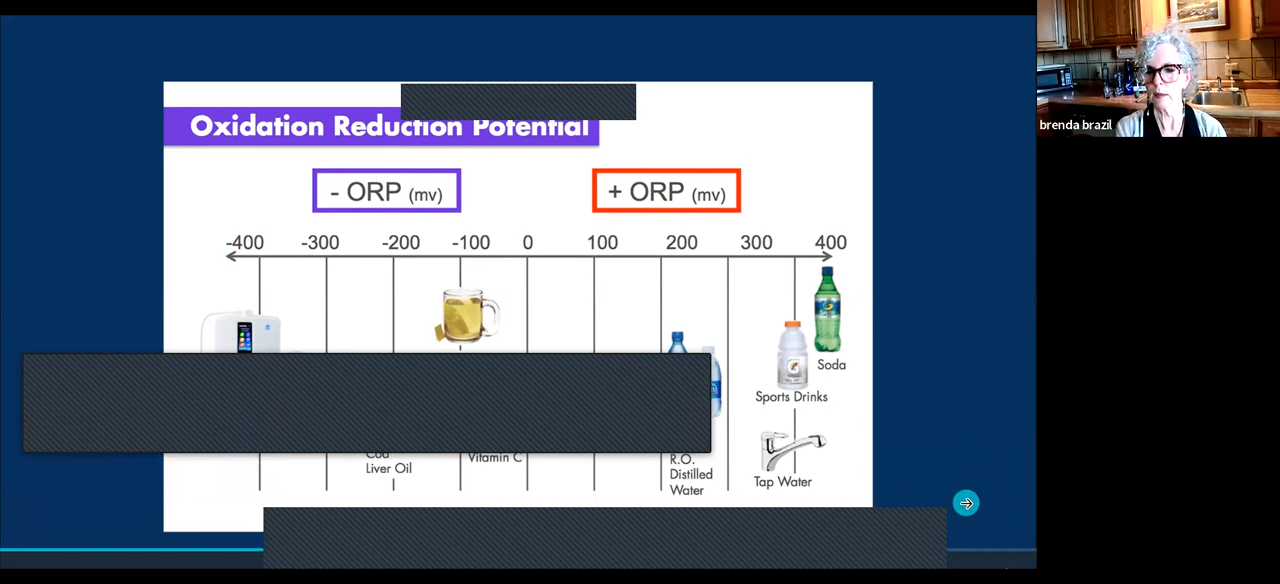 Oxidation Reduction Potential
- ORP (mv)
+ ORP (mv)
-400 -300 -200 -100 0 100 200 300 400
Soda
Sports Drinks
Cod
Liver Oil
Vitamin C
R.O.
Distilled
Water
Tap Water
brenda brazil